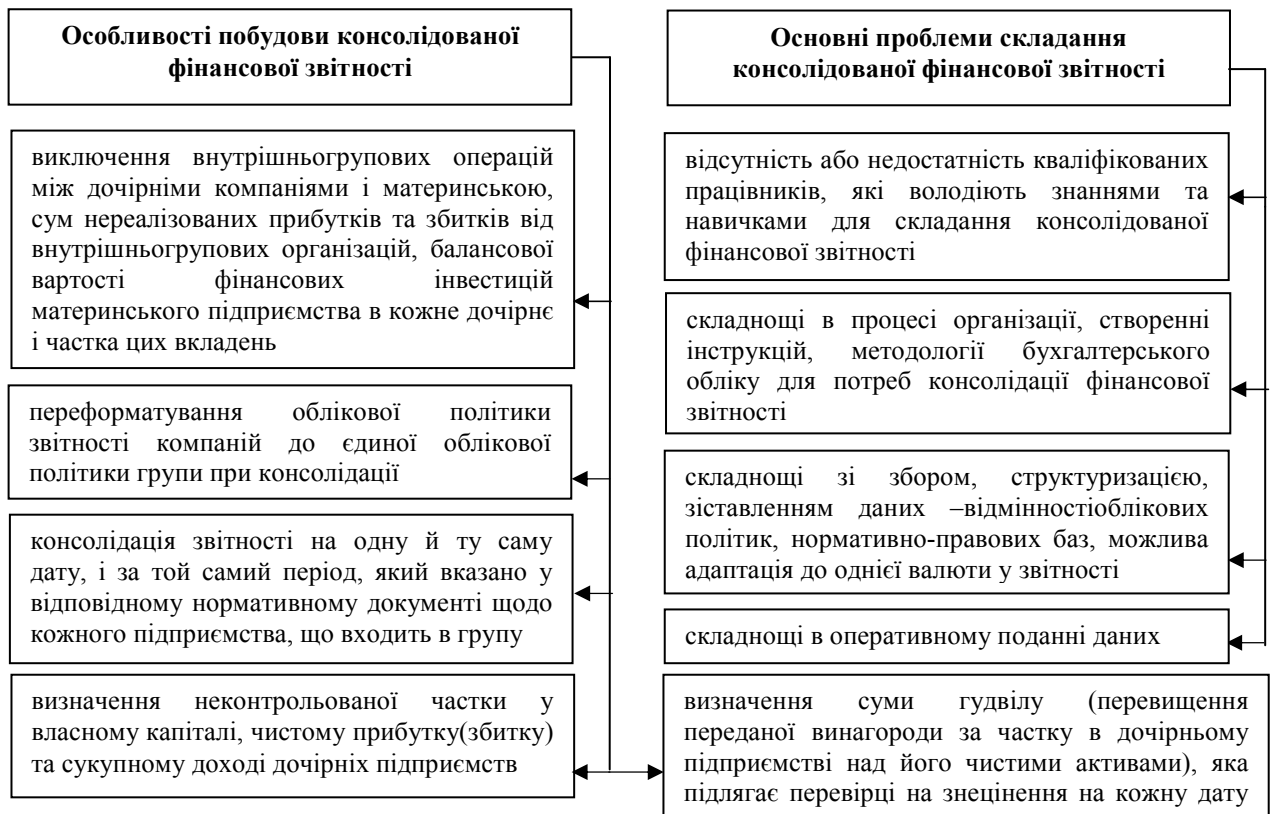 Особливості побудови консолідованої
фінансової звітності
виключення внутрішньогрупових операцій
між дочірніми компаніями і материнською,
сум нереалізованих прибутків та збитків від
внутрішньогрупових організацій, балансової
вартості фінансових інвестицій
материнського підприємства в кожне дочірнє
і частка цих вкладень
переформатування облікової політики
звітності компаній до єдиної облікової
політики групи при консолідації
консолідація звітності на одну й ту саму
дату, і за той самий період, який вказано у
відповідному нормативному документі щодо
кожного підприємства, що входить в групу
визначення неконтрольованої частки у
власному капіталі, чистому прибутку(збитку)
та сукупному доході дочірніх підприємств
Основні проблеми складання
консолідованої фінансової звітності
відсутність або недостатність кваліфікованих
працівників, які володіють знаннями та
навичками для складання консолідованої
фінансової звітності
складнощі в процесі організації, створенні
інструкцій, методології бухгалтерського
обліку для потреб консолідації фінансової
звітності
складнощі зі збором, структуризацією,
зіставленням даних –відмінностіоблікових
політик, нормативно-правових баз, можлива
адаптація до однієї валюти у звітності
складнощі в оперативному поданні даних
визначення суми гудвілу (перевищення
переданої винагороди за частку в дочірньому
підприємстві над його чистими активами), яка
підлягає перевірці на знецінення на кожну дату